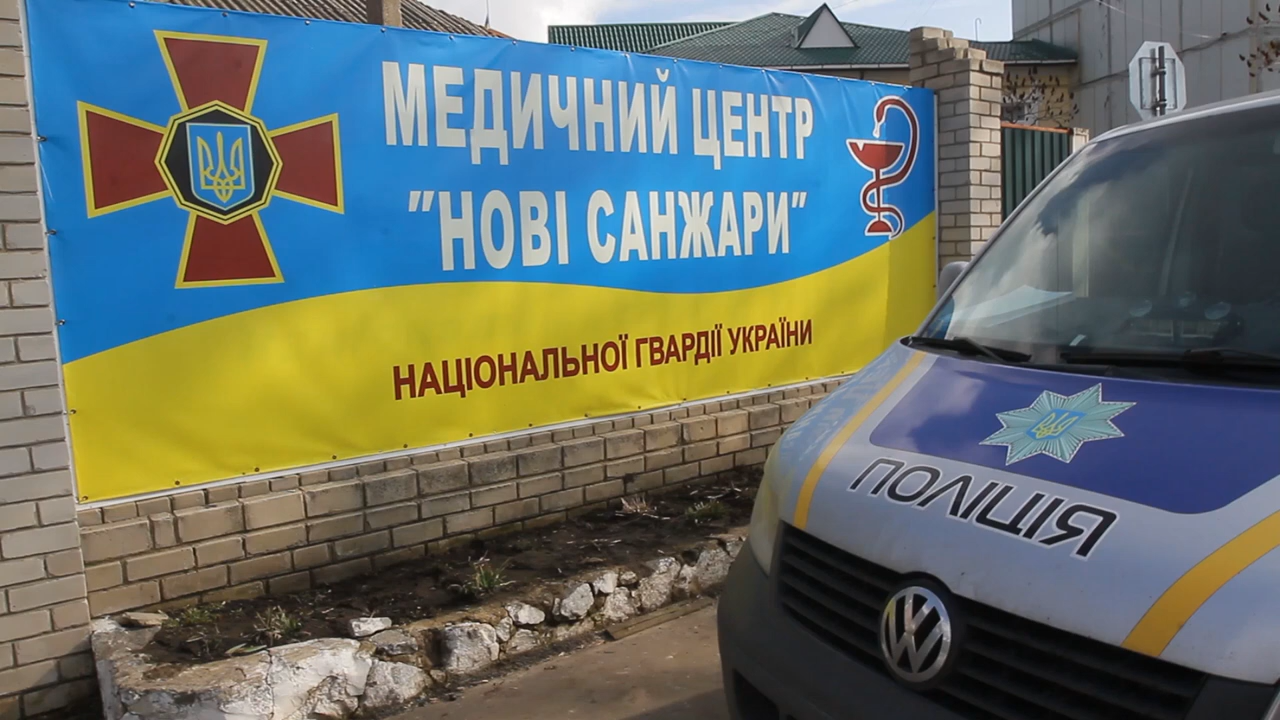 МЕДИЧНИЙ ЦЕНТР
"НОВІ САНЖАРИ"
НАЦІОНАЛЬНОЇ ГВАРДІЇ УКРАЇНИ
ПОЛІЦІЯ